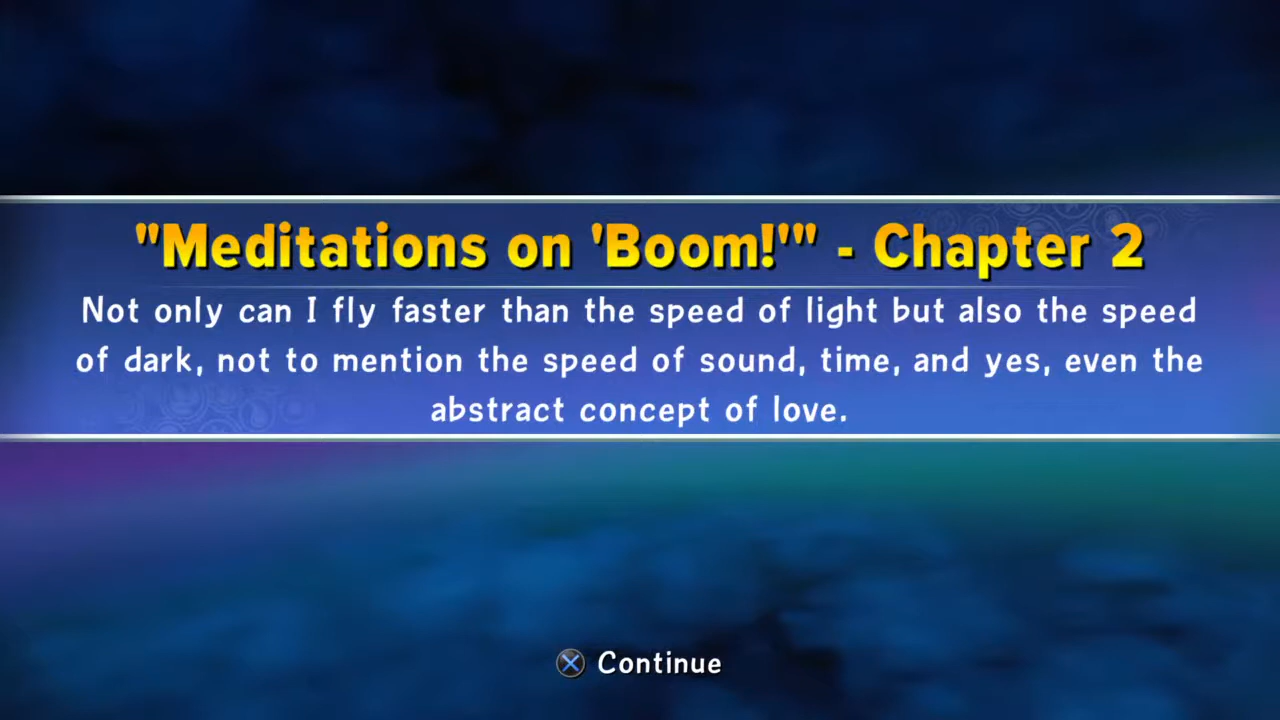 "Meditations on 'Boom!'" - Chapter 2
Not only can I fly faster than the speed of light but also the speed
of dark, not to mention the speed of sound, time, and yes, even the
abstract concept of love.
Continue